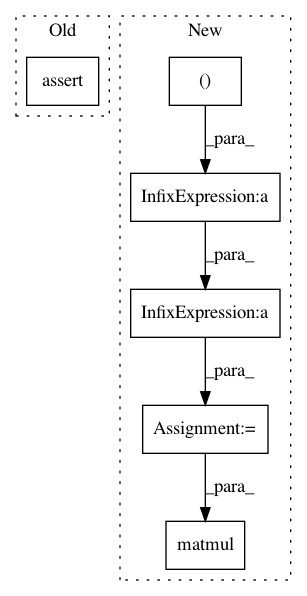 Old
New
assert
()
_para_
InfixExpression:a
_para_
InfixExpression:a
_para_
Assignment:=
_para_
matmul